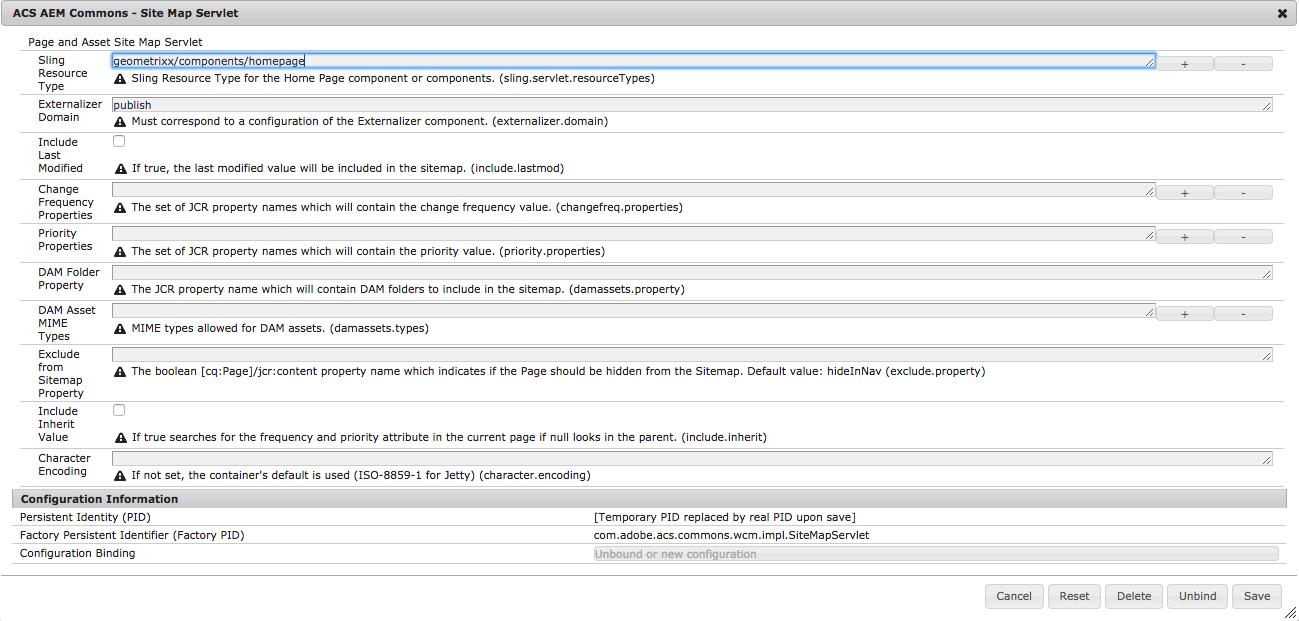 ACS AEM Commons - Site Map Servlet
Page and Asset Site Map Servlet
Sling
Resource
Type
geometrixx/components/homepage
+ -
Sling Resource Type for the Home Page component or components. (sling.servlet.resourceTypes)
Externalizer
Domain
publish
Must correspond to a configuration of the Externalizer component. (externalizer.domain)
Include
Last
Modified
If true, the last modified value will be included in the sitemap. (include.lastmod)
Change
Frequency
Properties
+ -
The set of JCR property names which will contain the change frequency value. (changefreq.properties)
Priority
Properties
+ -
The set of JCR property names which will contain the priority value. (priority.properties)
DAM Folder
Property
The JCR property name which will contain DAM folders to include in the sitemap. (damassets.property)
DAM Asset
MIME
Types
+ -
MIME types allowed for DAM assets. (damassets.types)
Exclude
from
Sitemap
Property
The boolean [cq:Page]/jcr:content property name which indicates if the Page should be hidden from the Sitemap. Default value: hideInNav (exclude.property)
Include
Inherit
Value
If true searches for the frequency and priority attribute in the current page if null looks in the parent. (include.inherit)
Character
Encoding
If not set, the container's default is used (ISO-8859-1 for Jetty) (character.encoding)
Configuration Information
Persistent Identity (PID) [Temporary PID replaced by real PID upon save]
Factory Persistent Identifier (Factory PID) com.adobe.acs.commons.wcm.impl.SiteMapServlet
Configuration Binding Unbound or new configuration
Cancel Reset Delete Unbind Save